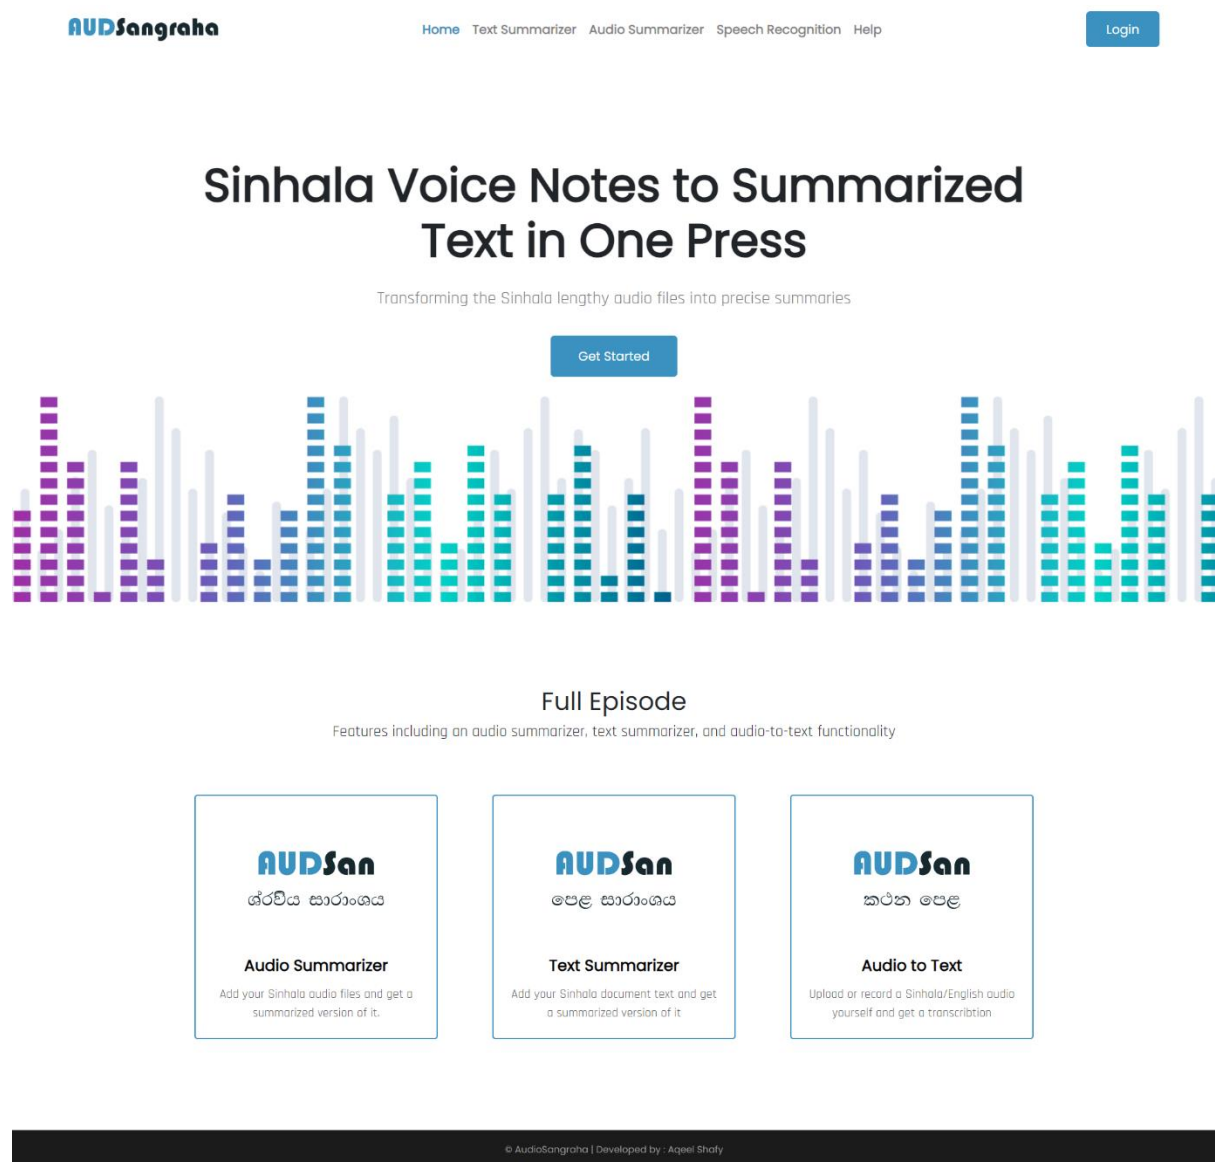 AUDSangraha
Home Text Summarizer Audio Summarizer Speech Recognition Help
Login
Sinhala Voice Notes to Summarized
Text in One Press
Transforming the Sinhala lengthy audio files into precise summaries
Get Started
Full Episode
Features including an audio summarizer, text summarizer, and audio-to-text functionality
AUDSan
ශ්රව්ය සාරාංශය
Audio Summarizer
Add your Sinhala audio files and get a
summarized version of it.
AUDSan
පෙළ සාරාංශය
Text Summarizer
Add your Sinhala document text and get
a summarized version of it
AUDSan
කථන පෙළ
Audio to Text
Upload or record a Sinhala/English audio
yourself and get a transcribtion
© AudioSangraha | Developed by : Aqeel Shafy